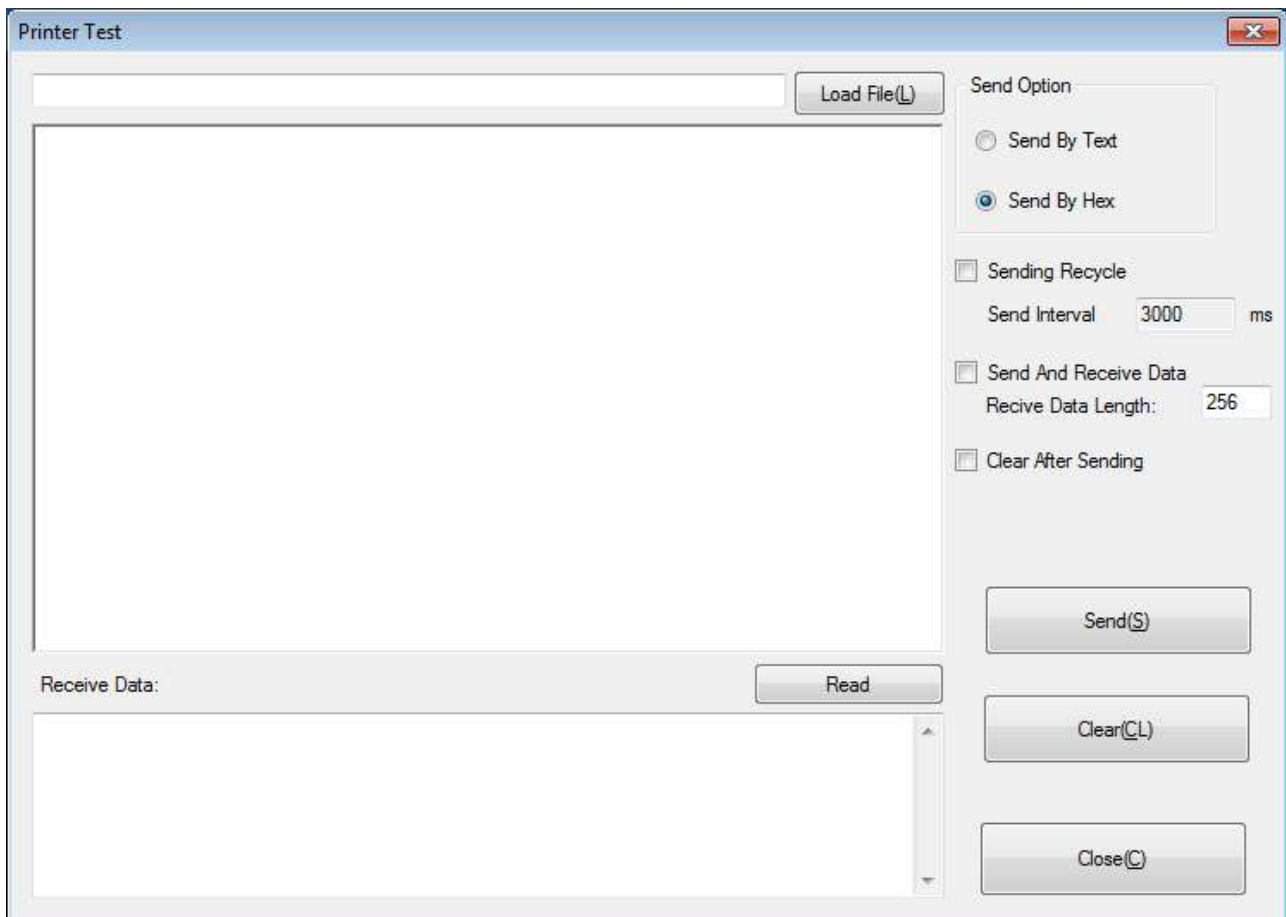 Printer Test
Load File(L)
Send Option
Send By Text
Send By Hex
Sending Recycle
Send Interval 3000 ms
Send And Receive Data
Recive Data Length: 256
Clear After Sending
Send(S)
Receive Data: Read
Clear(CL)
Close(C)